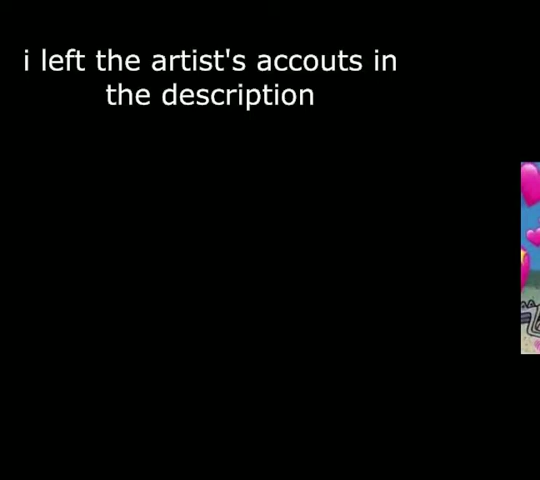 i left the artist's accouts in
the description